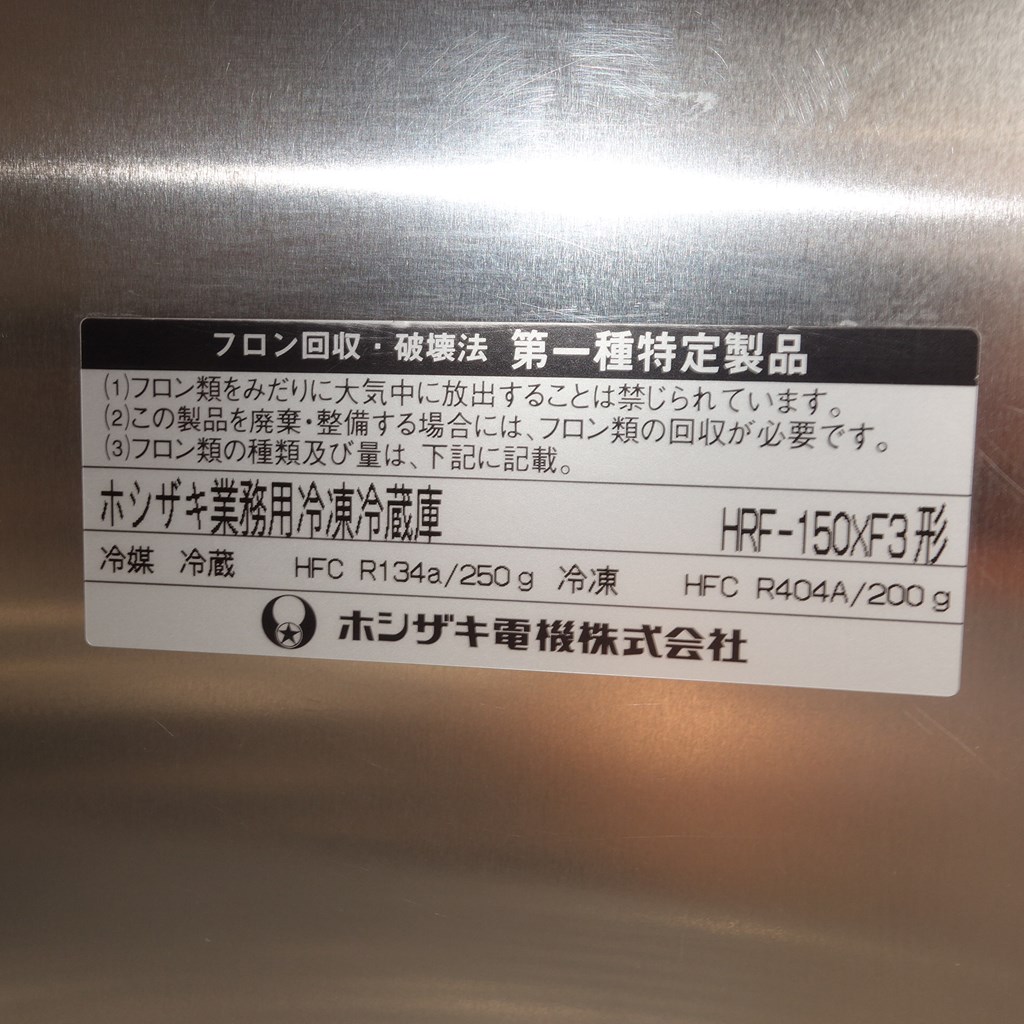 フロン回収・破壊法 第一種特定製品
(1)フロン類をみだりに大気中に放出することは禁じられています。
(2)この製品を廃棄・整備する場合には、フロン類の回収が必要です。
(3)フロン類の種類及び量は、下記に記載。
ホシザキ業務用冷凍冷蔵庫 HRF-150XF3形
冷媒 冷蔵 HFC R134a/250g 冷凍 HFC R404A/200g
ホシザキ電機株式会社